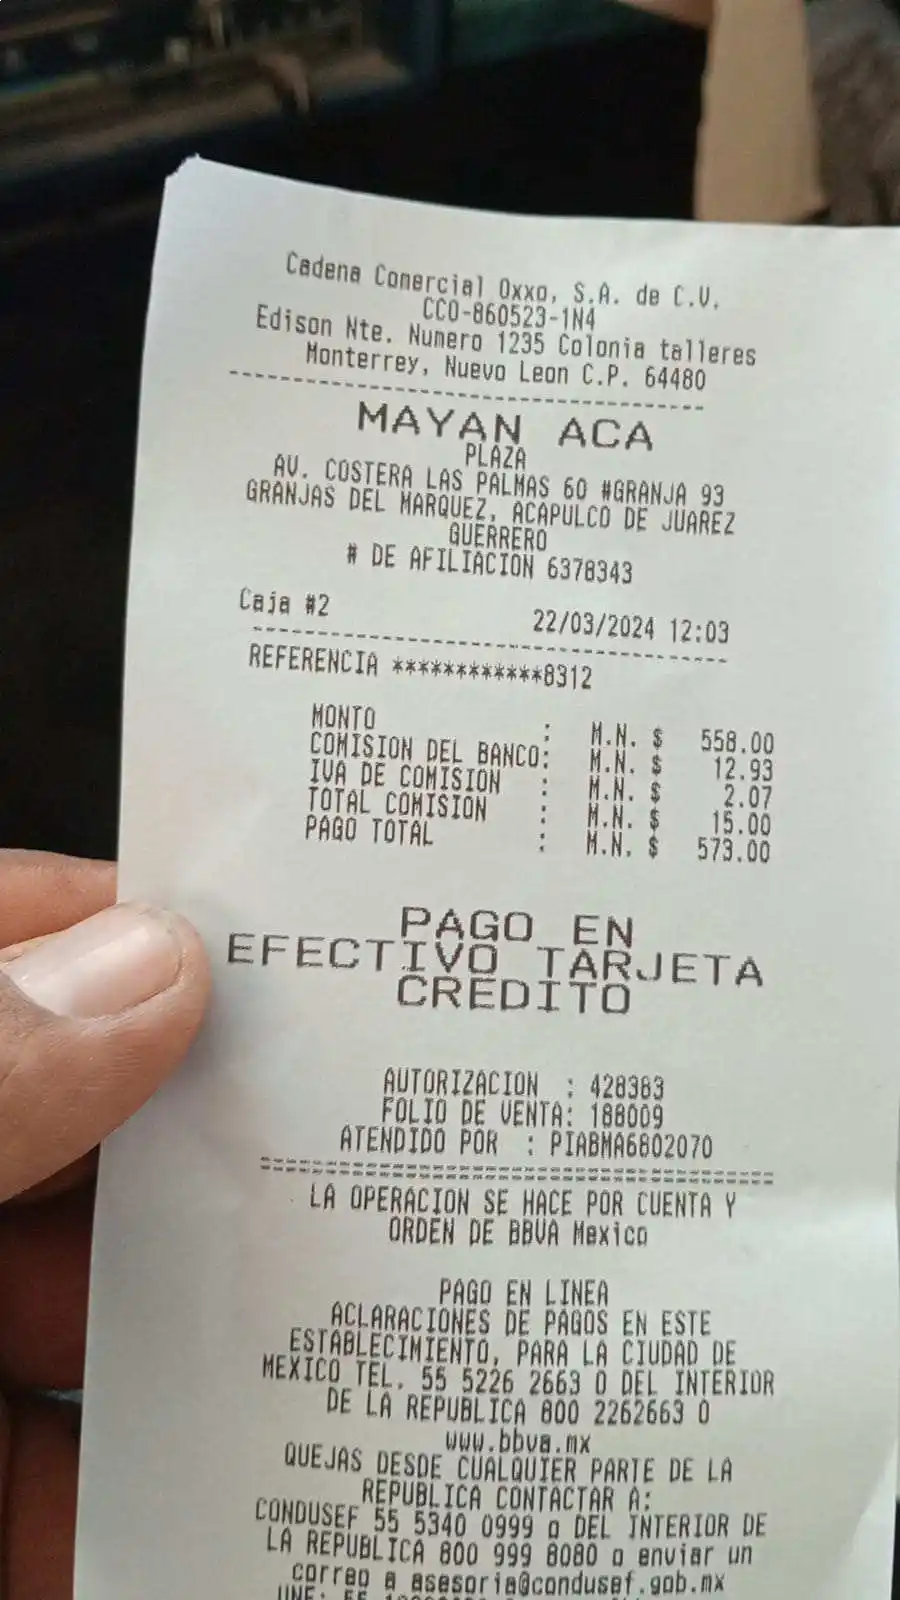 Cadena Comercial Oxxo, S.A. de C.V.
CCO-860523-1N4
Edison Nte. Numero 1235 Colonia talleres
Monterrey, Nuevo Leon C.P. 64480
MAYAN ACA
PLAZA
AV. COSTERA LAS PALMAS 60 #GRANJA 93
GRANJAS DEL MARQUEZ, ACAPULCO DE JUAREZ
GUERRERO
# DE AFILIACION 6378343
Caja #2 22/03/2024 12:03
REFERENCIA ************8312
MONTO : M.N. $ 558.00
COMISION DEL BANCO: M.N. $ 12.93
IVA DE COMISION : M.N. $ 2.07
TOTAL COMISION : M.N. $ 15.00
PAGO TOTAL : M.N. $ 573.00
PAGO EN
EFECTIVO TARJETA
CREDITO
AUTORIZACION : 428383
FOLIO DE VENTA: 188009
ATENDIDO POR : PIABMA6802070
LA OPERACION SE HACE POR CUENTA Y
ORDEN DE BBVA Mexico
PAGO EN LINEA
ACLARACIONES DE PAGOS EN ESTE
ESTABLECIMIENTO, PARA LA CIUDAD DE
MEXICO TEL. 55 5226 2663 O DEL INTERIOR
DE LA REPUBLICA 800 2262663 O
www.bbva.mx
QUEJAS DESDE CUALQUIER PARTE DE LA
REPUBLICA CONTACTAR A:
CONDUSEF 55 5340 0999 o DEL INTERIOR DE
LA REPUBLICA 800 999 8080 o enviar un
correo a asesoria@condusef.gob.mx
UNE: 55